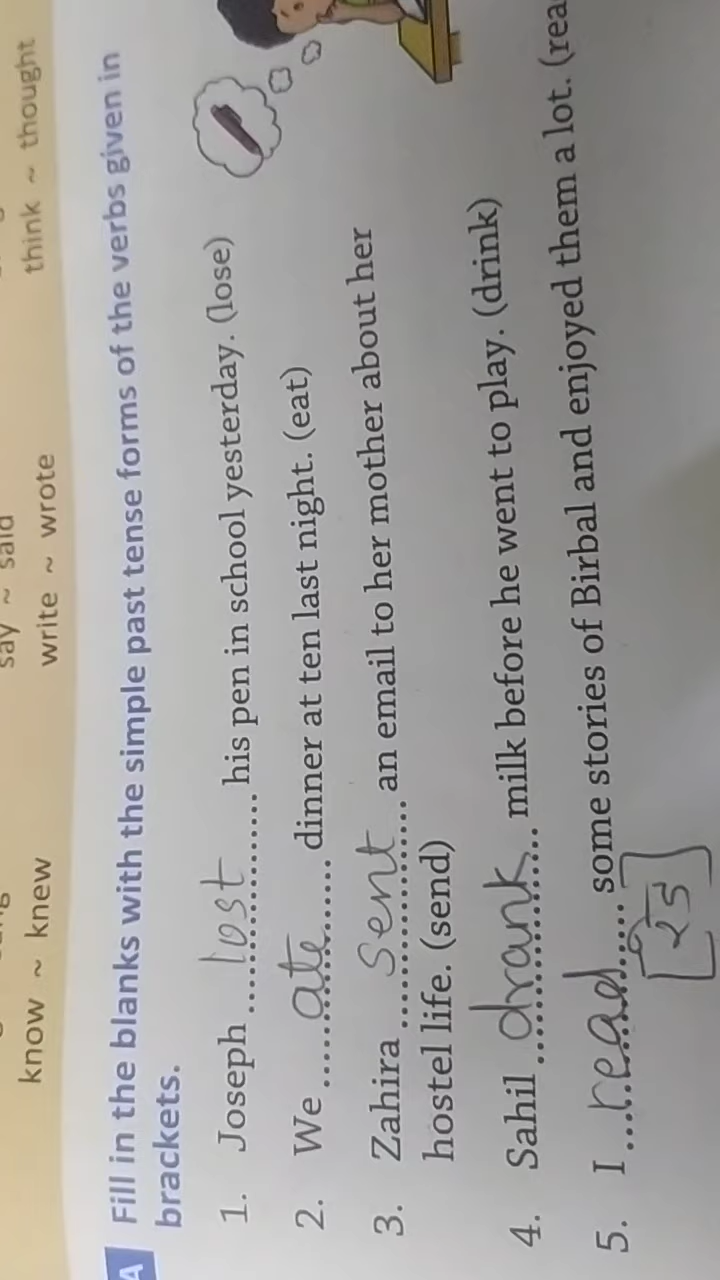 say ~ said
think ~ thought
know ~ knew
write ~ wrote
A Fill in the blanks with the simple past tense forms of the verbs given in
brackets.
1. Joseph lost his pen in school yesterday. (lose)
2. We ate dinner at ten last night. (eat)
3. Zahira sent an email to her mother about her
hostel life. (send)
4. Sahil drank milk before he went to play. (drink)
5. I read some stories of Birbal and enjoyed them a lot. (rea